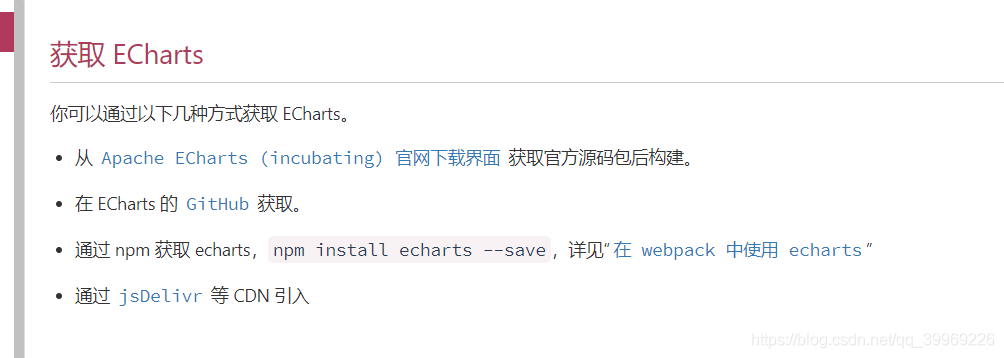 获取 ECharts
你可以通过以下几种方式获取 ECharts。
从 Apache ECharts (incubating) 官网下载界面 获取官方源码包后构建。
在 ECharts 的 GitHub 获取。
通过 npm 获取 echarts，npm install echarts --save，详见“在 webpack 中使用 echarts”
通过 jsDelivr 等 CDN 引入
https://blog.csdn.net/qq_39969226